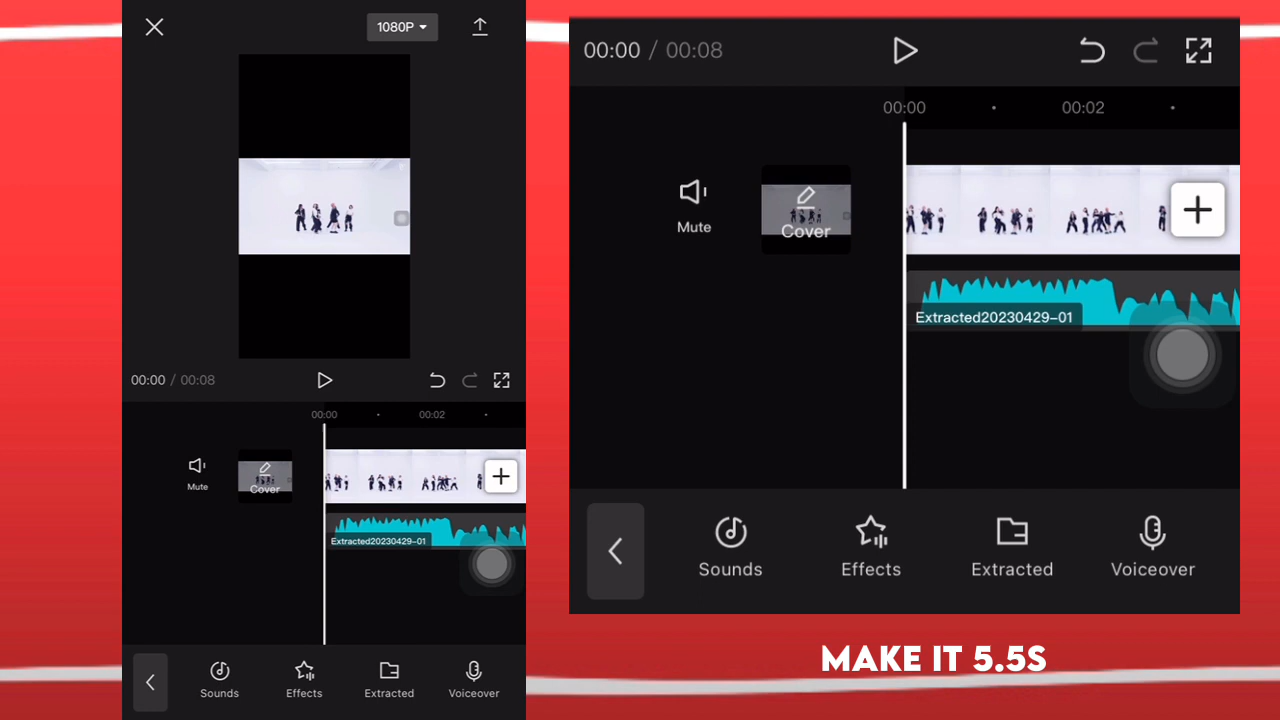 1080P
00:00 / 00:08
00:00
00:02
Mute
Cover
Extracted20230429-01
Sounds
Effects
Extracted
Voiceover
00:00 / 00:08
00:00
00:02
Mute
Cover
Extracted20230429-01
Sounds
Effects
Extracted
Voiceover
MAKE IT 5.5S